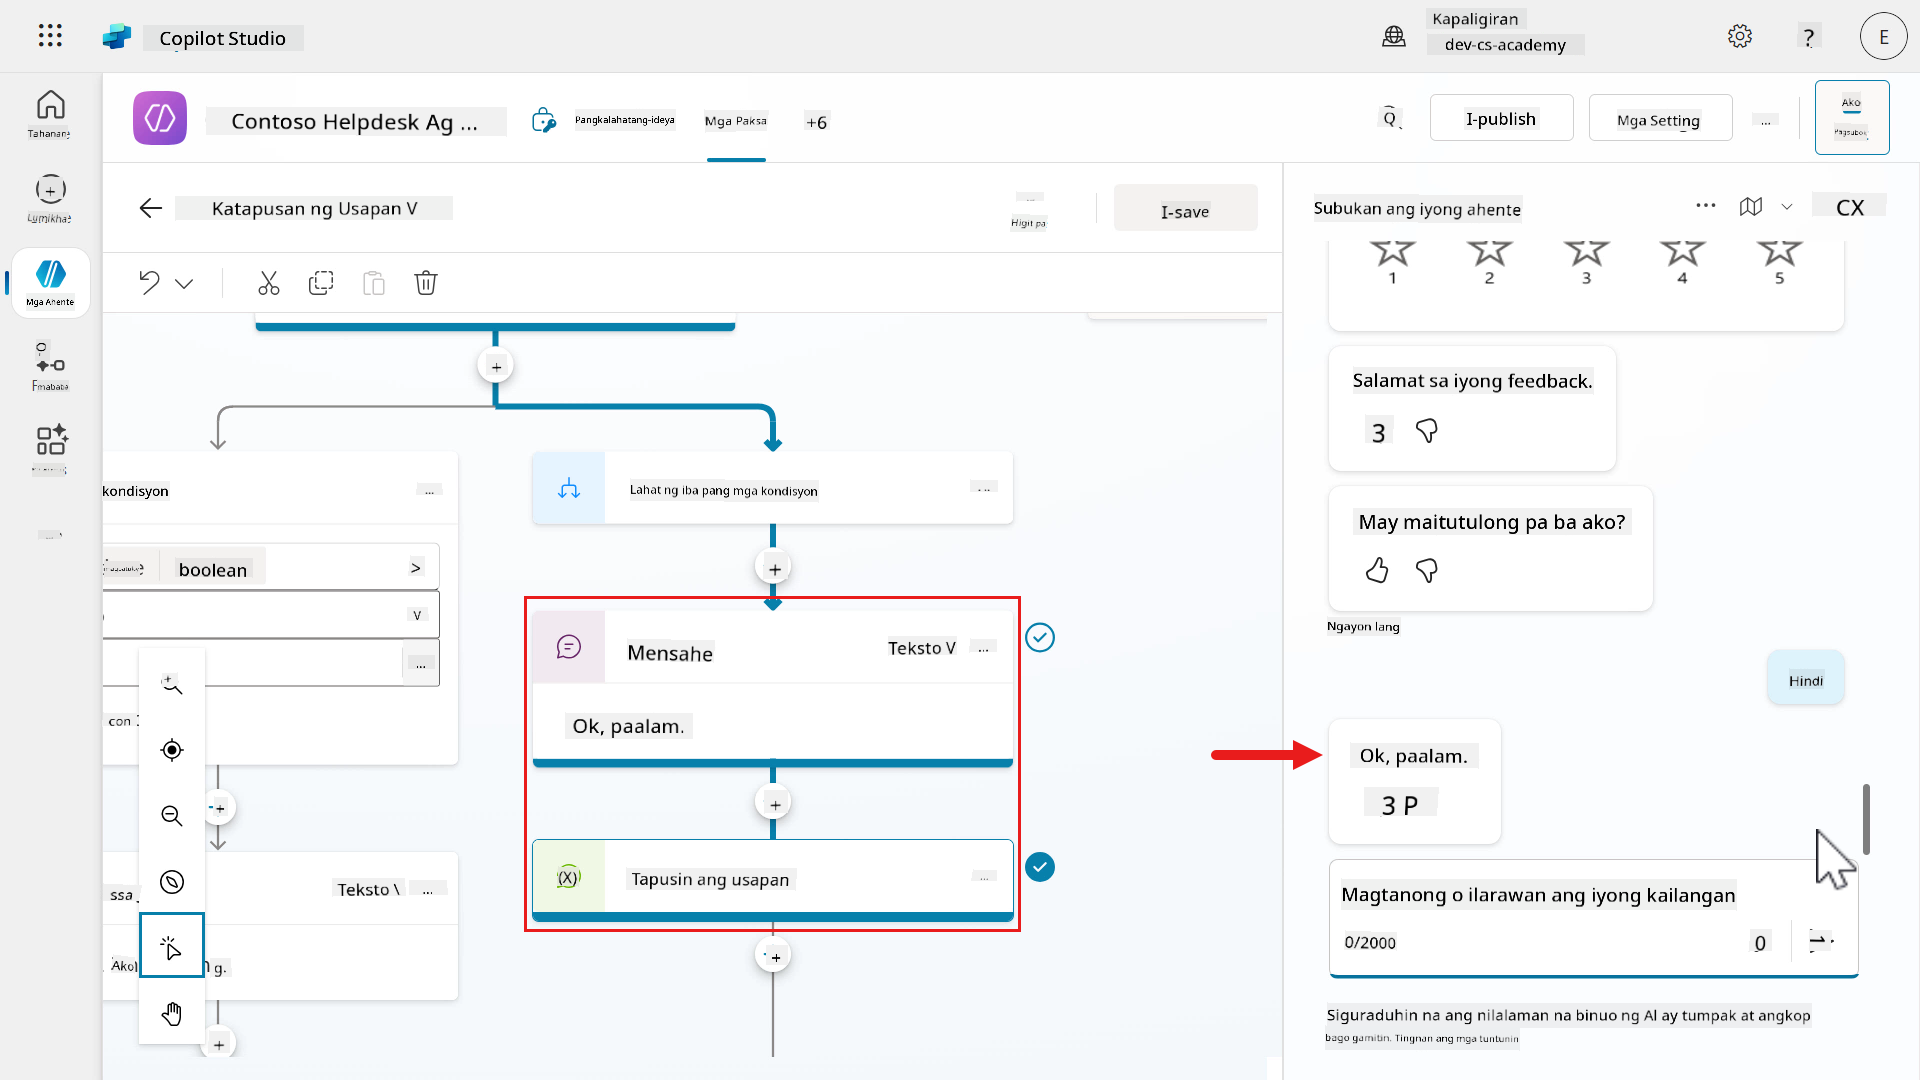 Copilot Studio
Kapaligiran
dev-cs-academy
?
E
Tahanang
Contoso Helpdesk Ag ...
Pangkalahatang-ideya
Mga Paksa
+6
Q
I-publish
Mga Setting
...
Ako
Pagsubok
Katapusan ng Usapan V
Higit pa
I-save
Subukan ang iyong ahente
...
CX
Mga Ahente
1
2
3
4
5
Salamat sa iyong feedback.
3
kondisyon
...
Lahat ng iba pang mga kondisyon
boolean
>
V
...
May maitutulong pa ba ako?
Ngayon lang
Mensahe
Teksto V
...
Hindi
con
Ok, paalam.
Ok, paalam.
3 P
(X)
Tapusin ang usapan
...
ssa
Teksto \
...
Magtanong o ilarawan ang iyong kailangan
0/2000
0
Ako
g.
Siguraduhin na ang nilalaman na binuo ng AI ay tumpak at angkop
bago gamitin. Tingnan ang mga tuntunin